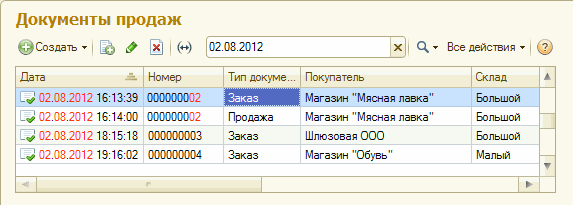 Документы продаж
Создать 02.08.2012 Все действия
Дата Номер Тип докуме... Покупатель Склад
02.08.2012 16:13:39 000000002 Заказ Магазин "Мясная лавка" Большой
02.08.2012 16:14:00 000000002 Продажа Магазин "Мясная лавка" Большой
02.08.2012 18:15:18 000000003 Заказ Шлюзовая ООО Большой
02.08.2012 19:16:02 000000004 Заказ Магазин "Обувь" Малый